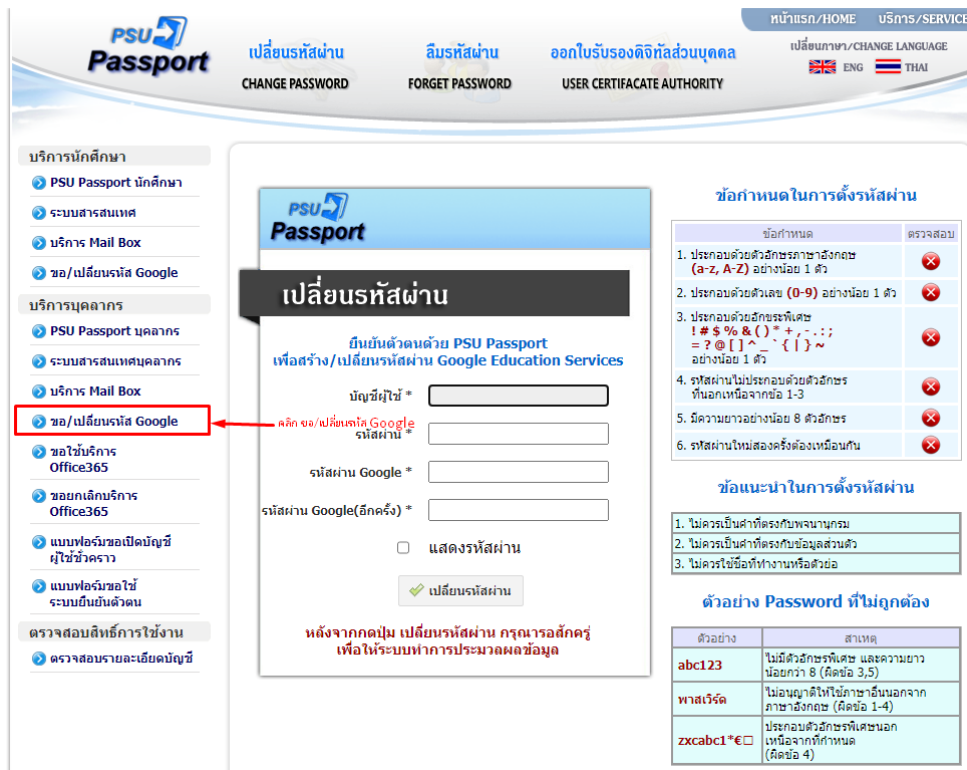 หน้าแรก/HOME บริการ/SERVICE
PSU
Passport
เปลี่ยนรหัสผ่าน
CHANGE PASSWORD
ลืมรหัสผ่าน
FORGET PASSWORD
ออกใบรับรองดิจิทัลส่วนบุคคล
USER CERTIFACATE AUTHORITY
เปลี่ยนภาษา/CHANGE LANGUAGE
ENG THAI
บริการนักศึกษา
PSU Passport นักศึกษา
ระบบสารสนเทศ
บริการ Mail Box
ขอ/เปลี่ยนรหัส Google
บริการบุคลากร
PSU Passport บุคลากร
ระบบสารสนเทศบุคลากร
บริการ Mail Box
ขอ/เปลี่ยนรหัส Google
ขอใช้บริการ
Office365
ขอยกเลิกบริการ
Office365
แบบฟอร์มขอเปิดบัญชี
ผู้ใช้ชั่วคราว
แบบฟอร์มขอใช้
ระบบยืนยันตัวตน
ตรวจสอบสิทธิ์การใช้งาน
ตรวจสอบรายละเอียดบัญชี
PSU
Passport
เปลี่ยนรหัสผ่าน
ยืนยันตัวตนด้วย PSU Passport
เพื่อสร้าง/เปลี่ยนรหัสผ่าน Google Education Services
บัญชีผู้ใช้ *
คลิก ขอ/เปลี่ยนรหัส Google
รหัสผ่าน *
รหัสผ่าน Google *
รหัสผ่าน Google(อีกครั้ง) *
แสดงรหัสผ่าน
เปลี่ยนรหัสผ่าน
หลังจากกดปุ่ม เปลี่ยนรหัสผ่าน กรุณารอสักครู่
เพื่อให้ระบบทำการประมวลผลข้อมูล
ข้อกำหนดในการตั้งรหัสผ่าน
ข้อกำหนด ตรวจสอบ
1. ประกอบด้วยตัวอักษรภาษาอังกฤษ
(a-z, A-Z) อย่างน้อย 1 ตัว
2. ประกอบด้วยตัวเลข (0-9) อย่างน้อย 1 ตัว
3. ประกอบด้วยอักขระพิเศษ
! # $ % & ( ) * + , - . : ;
= ? @ [ ] ^ _ ` { | } ~
อย่างน้อย 1 ตัว
4. รหัสผ่านไม่ประกอบด้วยตัวอักษร
ที่นอกเหนือจากข้อ 1-3
5. มีความยาวอย่างน้อย 8 ตัวอักษร
6. รหัสผ่านใหม่สองครั้งต้องเหมือนกัน
ข้อแนะนำในการตั้งรหัสผ่าน
1. ไม่ควรเป็นคำที่ตรงกับพจนานุกรม
2. ไม่ควรเป็นคำที่ตรงกับข้อมูลส่วนตัว
3. ไม่ควรใช้ชื่อที่ทำงานหรือตัวย่อ
ตัวอย่าง Password ที่ไม่ถูกต้อง
ตัวอย่าง สาเหตุ
abc123 ไม่มีตัวอักษรพิเศษ และความยาว
น้อยกว่า 8 (ผิดข้อ 3,5)
พาสเวิร์ด ไม่อนุญาติให้ใช้ภาษาอื่นนอกจาก
ภาษาอังกฤษ (ผิดข้อ 1-4)
zxcabc1*€□ ประกอบตัวอักษรพิเศษนอก
เหนือจากที่กำหนด
(ผิดข้อ 4)